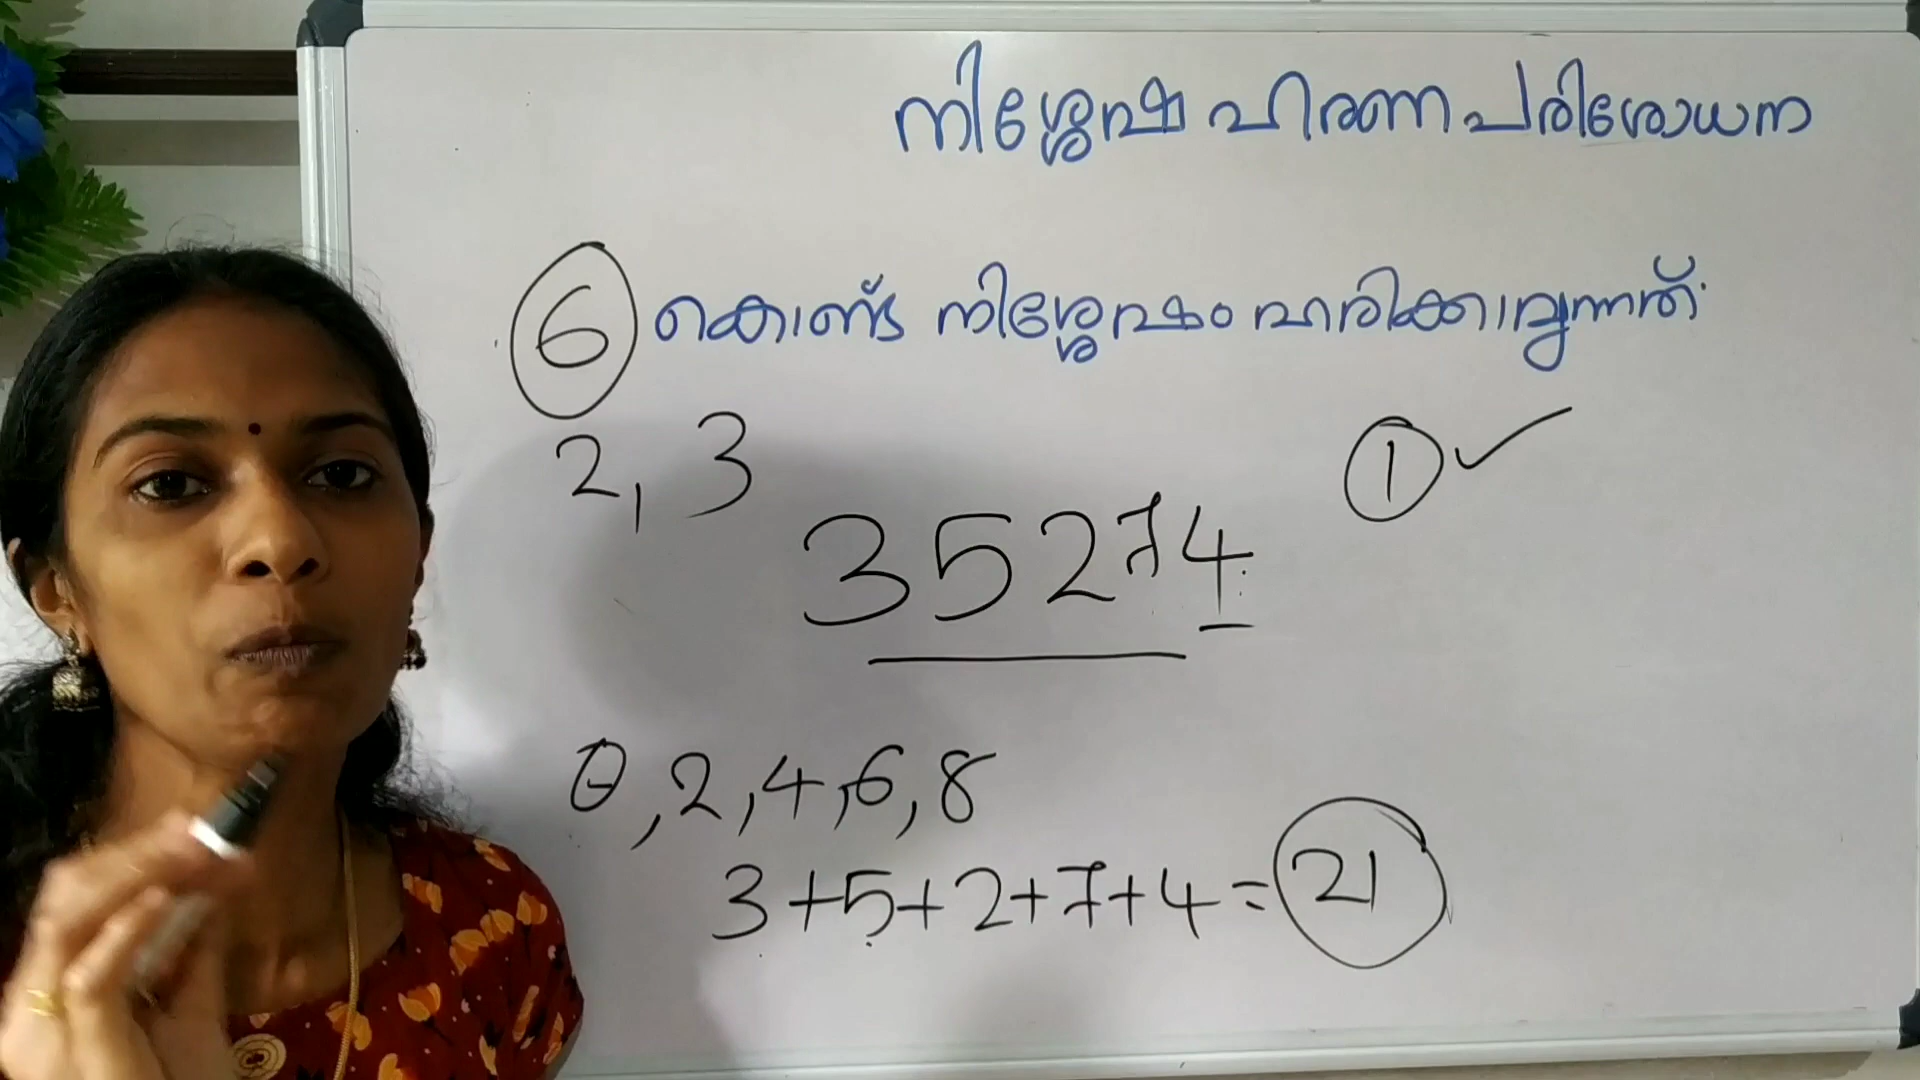 നിശ്ശേഷ ഹരണ പരിശോധന
6 കൊണ്ട് നിശ്ശേഷം ഹരിക്കാവുന്നത്
2, 3
1 ✓
35274
0, 2, 4, 6, 8
3+5+2+7+4=21